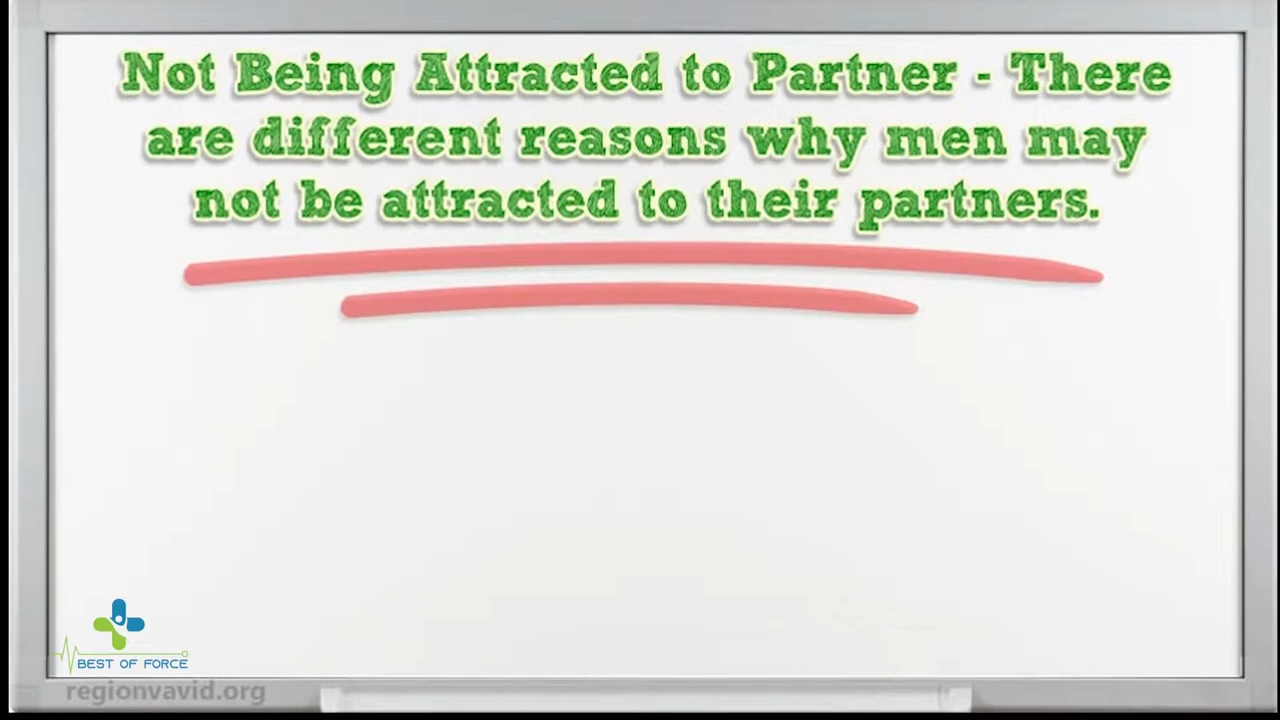 Not Being Attracted to Partner - There
are different reasons why men may
not be attracted to their partners.
BEST OF FORCE
regionvavid.org